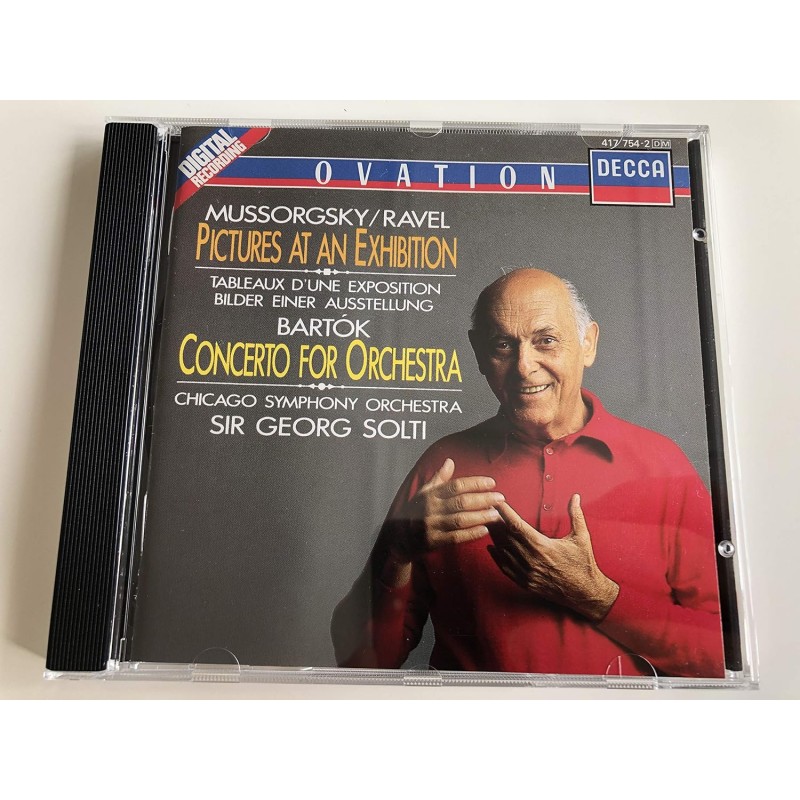 417 754-2 DM
DIGITAL
RECORDING
OVATION
DECCA
MUSSORGSKY/RAVEL
PICTURES AT AN EXHIBITION
TABLEAUX D'UNE EXPOSITION
BILDER EINER AUSSTELLUNG
BARTÓK
CONCERTO FOR ORCHESTRA
CHICAGO SYMPHONY ORCHESTRA
SIR GEORG SOLTI